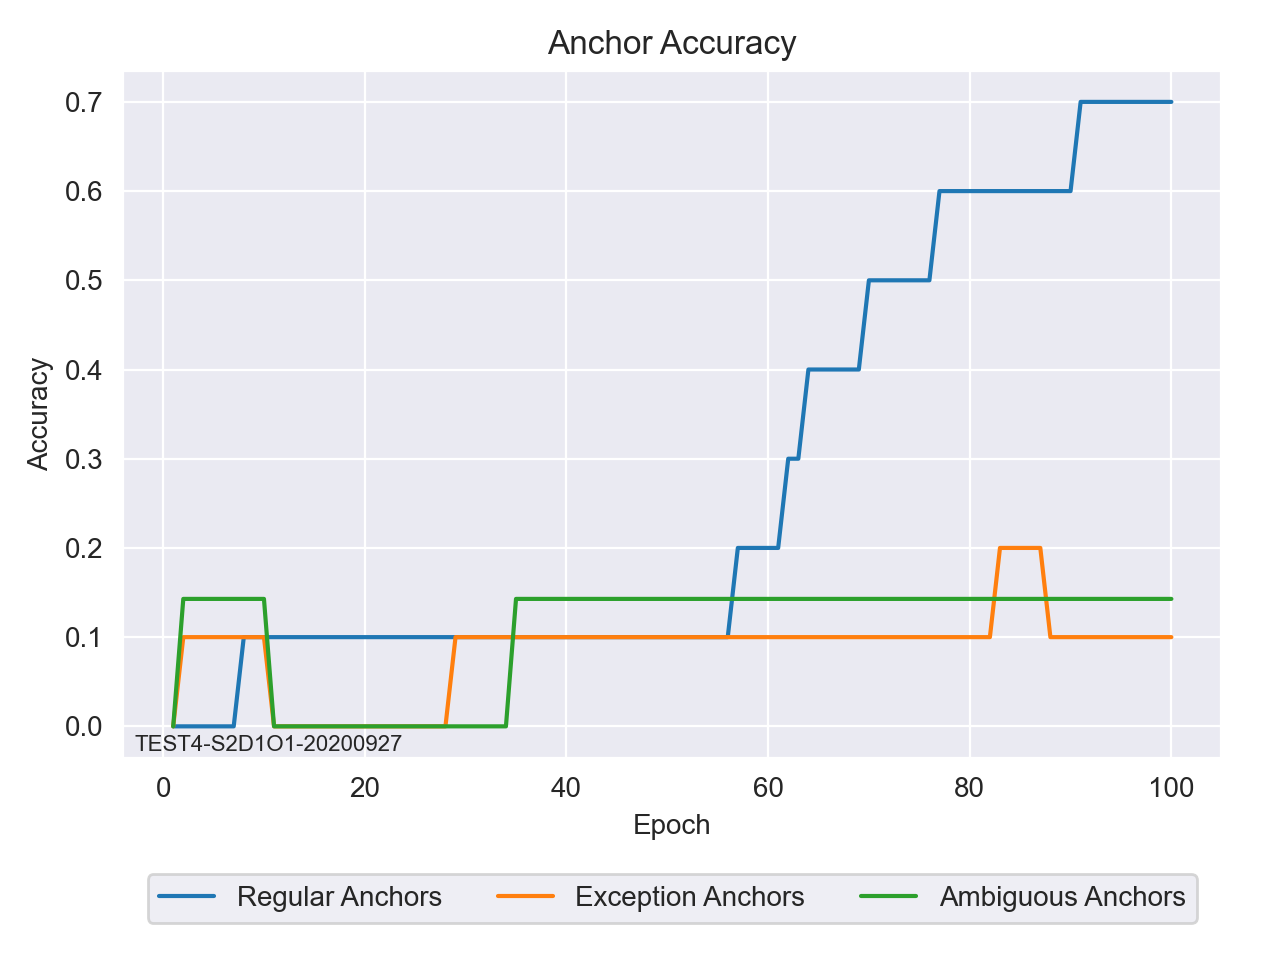 Anchor Accuracy
Accuracy
0.7
0.6
0.5
0.4
0.3
0.2
0.1
0.0
TEST4-S2D1O1-20200927
0 20 40 60 80 100
Epoch
Regular Anchors Exception Anchors Ambiguous Anchors